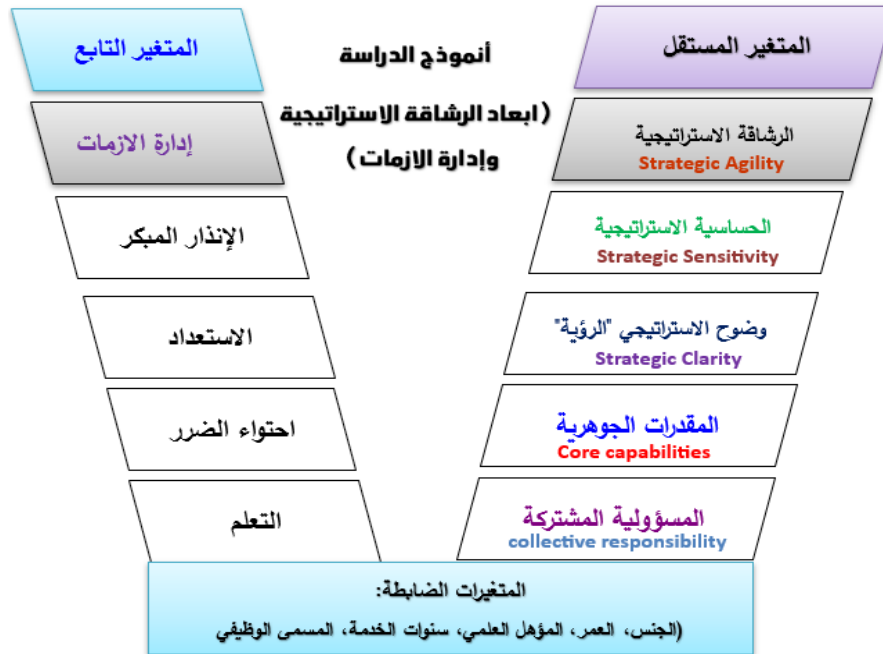 أنموذج الدراسة
(ابعاد الرشاقة الاستراتيجية
وإدارة الازمات)
المتغير المستقل
الرشاقة الاستراتيجية
Strategic Agility
الحساسية الاستراتيجية
Strategic Sensitivity
وضوح الاستراتيجي "الرؤية"
Strategic Clarity
المقدرات الجوهرية
Core capabilities
المسؤولية المشتركة
collective responsibility
المتغير التابع
إدارة الازمات
الإنذار المبكر
الاستعداد
احتواء الضرر
التعلم
المتغيرات الضابطة:
(الجنس، العمر، المؤهل العلمي، سنوات الخدمة، المسمى الوظيفي